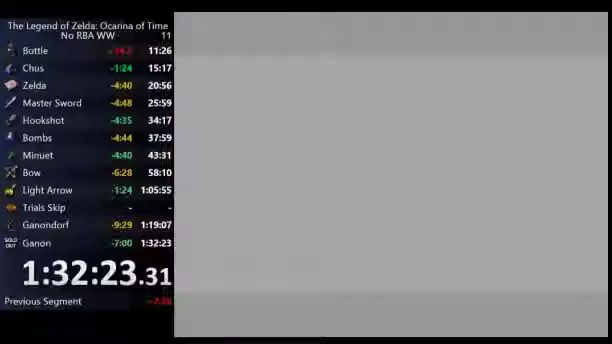 The Legend of Zelda: Ocarina of Time
No RBA WW 11
Bottle 11:26
Chus -1:24 15:17
Zelda -4:40 20:56
Master Sword -4:48 25:59
Hookshot -4:35 34:17
Bombs -4:44 37:59
Minuet -4:40 43:31
Bow -6:28 58:10
Light Arrow -1:24 1:05:55
Trials Skip - -
Ganondorf -9:29 1:19:07
SOLD OUT Ganon -7:00 1:32:23
1:32:23.31
Previous Segment